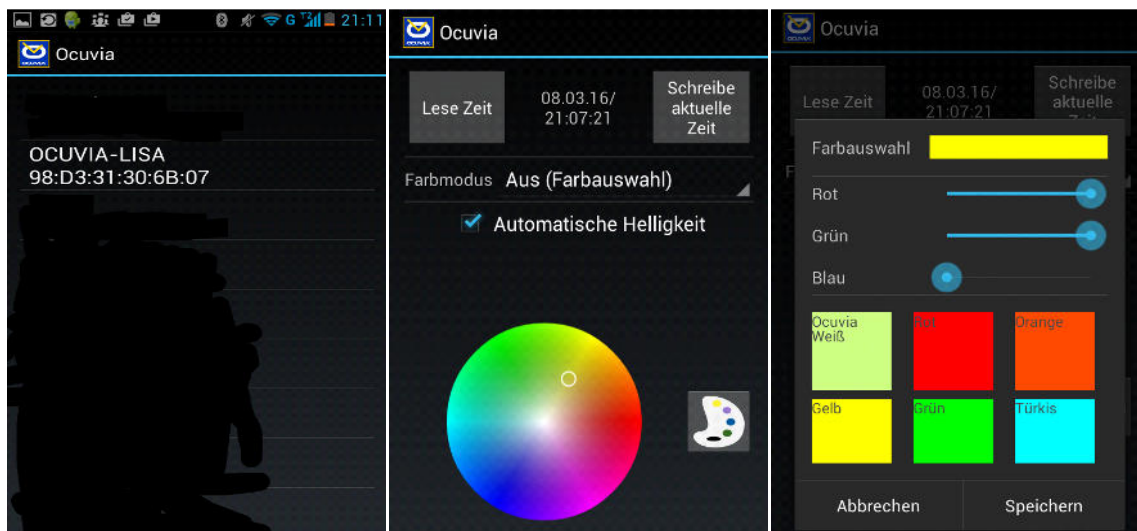 G 21:11
Ocuvia
OCUVIA-LISA
98:D3:31:30:6B:07
Ocuvia
Lese Zeit
08.03.16/
21:07:21
Schreibe
aktuelle
Zeit
Farbmodus Aus (Farbauswahl)
Automatische Helligkeit
Ocuvia
Lese Zeit
08.03.16/
21:07:21
Schreibe
aktuelle
Zeit
F
Farbauswahl
Rot
Grün
Blau
Ocuvia
Weiß
Rot
Orange
Gelb
Grün
Türkis
Abbrechen
Speichern